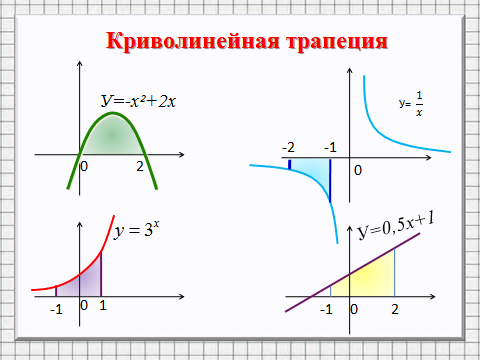 Криволинейная трапеция
У=-х²+2х
0 2
y= 1/x
-2 -1
0
y = 3ˣ
-1 0 1
У=0,5х+1
-1 0 2